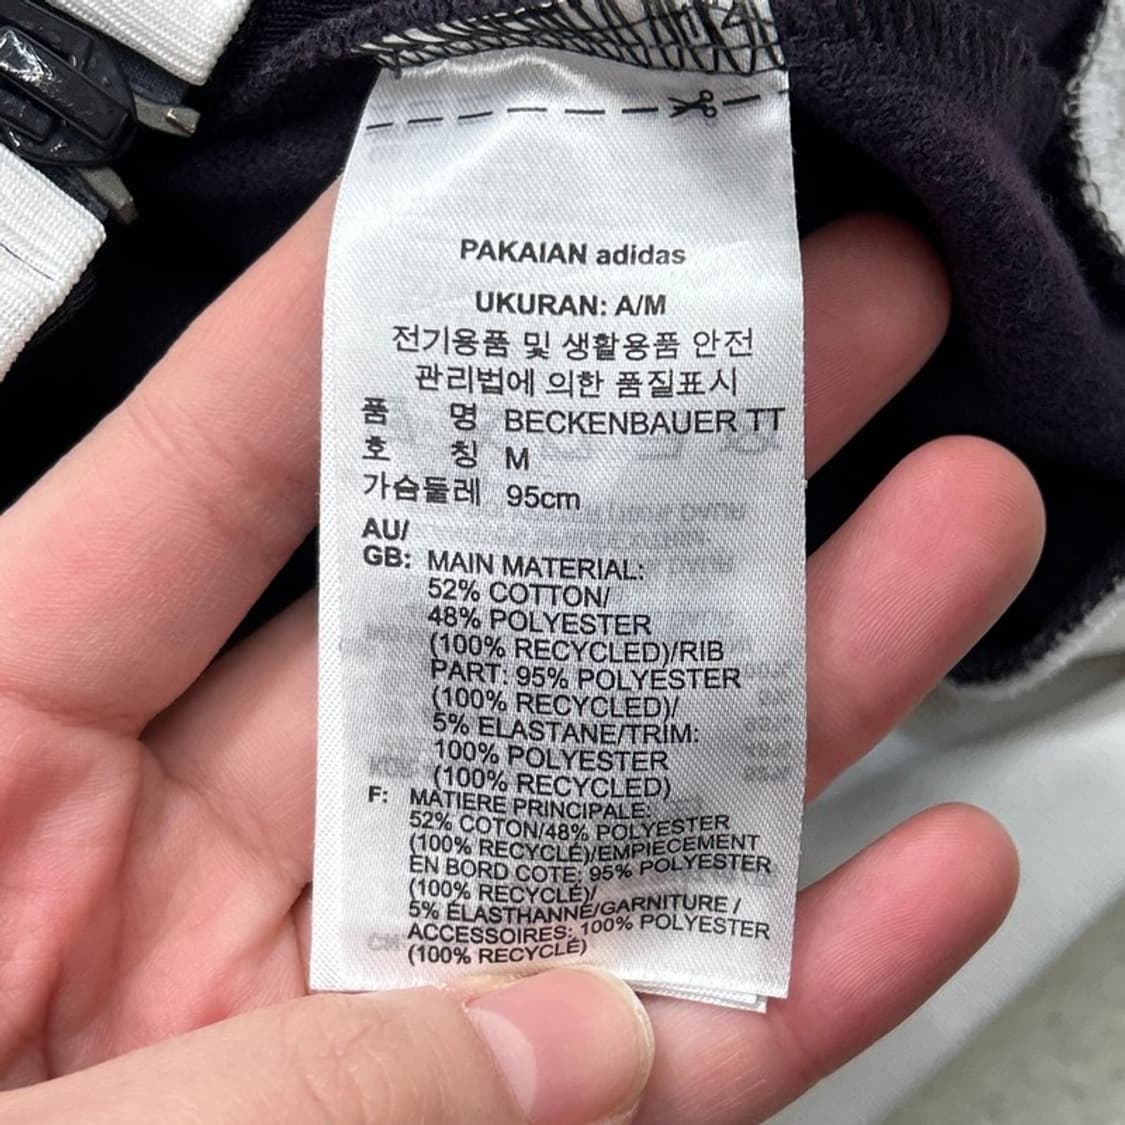 PAKAIAN adidas
UKURAN: A/M
전기용품 및 생활용품 안전
관리법에 의한 품질표시
품 명 BECKENBAUER TT
호 칭 M
가슴둘레 95cm
AU/
GB: MAIN MATERIAL:
52% COTTON/
48% POLYESTER
(100% RECYCLED)/RIB
PART: 95% POLYESTER
(100% RECYCLED)/
5% ELASTANE/TRIM:
100% POLYESTER
(100% RECYCLED)
F: MATIERE PRINCIPALE:
52% COTON/48% POLYESTER
(100% RECYCLÉ)/EMPIECEMENT
EN BORD COTE: 95% POLYESTER
(100% RECYCLÉ)/
5% ÉLASTHANNE/GARNITURE /
ACCESSOIRES: 100% POLYESTER
(100% RECYCLÉ)